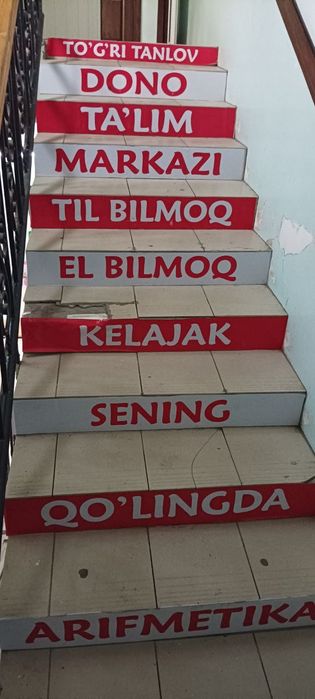 TO'G'RI TANLOV
DONO
TA'LIM
MARKAZI
TIL BILMOQ
EL BILMOQ
KELAJAK
SENING
QO'LINGDA
ARIFMETIKA